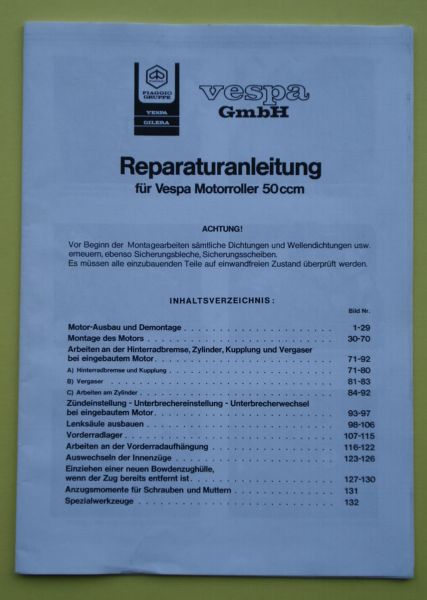 PIAGGIO
GRUPPE
VESPA
GILERA
vespa
GmbH
Reparaturanleitung
für Vespa Motorroller 50ccm
ACHTUNG!
Vor Beginn der Montagearbeiten sämtliche Dichtungen und Wellendichtungen usw.
erneuern, ebenso Sicherungsbleche, Sicherungsscheiben.
Es müssen alle einzubauenden Teile auf einwandfreien Zustand überprüft werden.
INHALTSVERZEICHNIS:
Bild Nr.
Motor-Ausbau und Demontage . . . . . . . . . . . . . . . . . . . . 1-29
Montage des Motors . . . . . . . . . . . . . . . . . . . . 30-70
Arbeiten an der Hinterradbremse, Zylinder, Kupplung und Vergaser
bei eingebautem Motor . . . . . . . . . . . . . . . . . . . . 71-92
A) Hinterradbremse und Kupplung . . . . . . . . . . . . . . . . . . . . 71-80
B) Vergaser . . . . . . . . . . . . . . . . . . . . 81-83
C) Arbeiten am Zylinder . . . . . . . . . . . . . . . . . . . . 84-92
Zündeinstellung - Unterbrechereinstellung - Unterbrecherwechsel
bei eingebautem Motor . . . . . . . . . . . . . . . . . . . . 93-97
Lenksäule ausbauen . . . . . . . . . . . . . . . . . . . . 98-106
Vorderradlager . . . . . . . . . . . . . . . . . . . . 107-115
Arbeiten an der Vorderradaufhängung . . . . . . . . . . . . . . . . . . . . 116-122
Auswechseln der Innenzüge . . . . . . . . . . . . . . . . . . . . 123-126
Einziehen einer neuen Bowdenzughülle,
wenn der Zug bereits entfernt ist . . . . . . . . . . . . . . . . . . . . 127-130
Anzugsmomente für Schrauben und Muttern . . . . . . . . . . . . . . . . . . . . 131
Spezialwerkzeuge . . . . . . . . . . . . . . . . . . . . 132